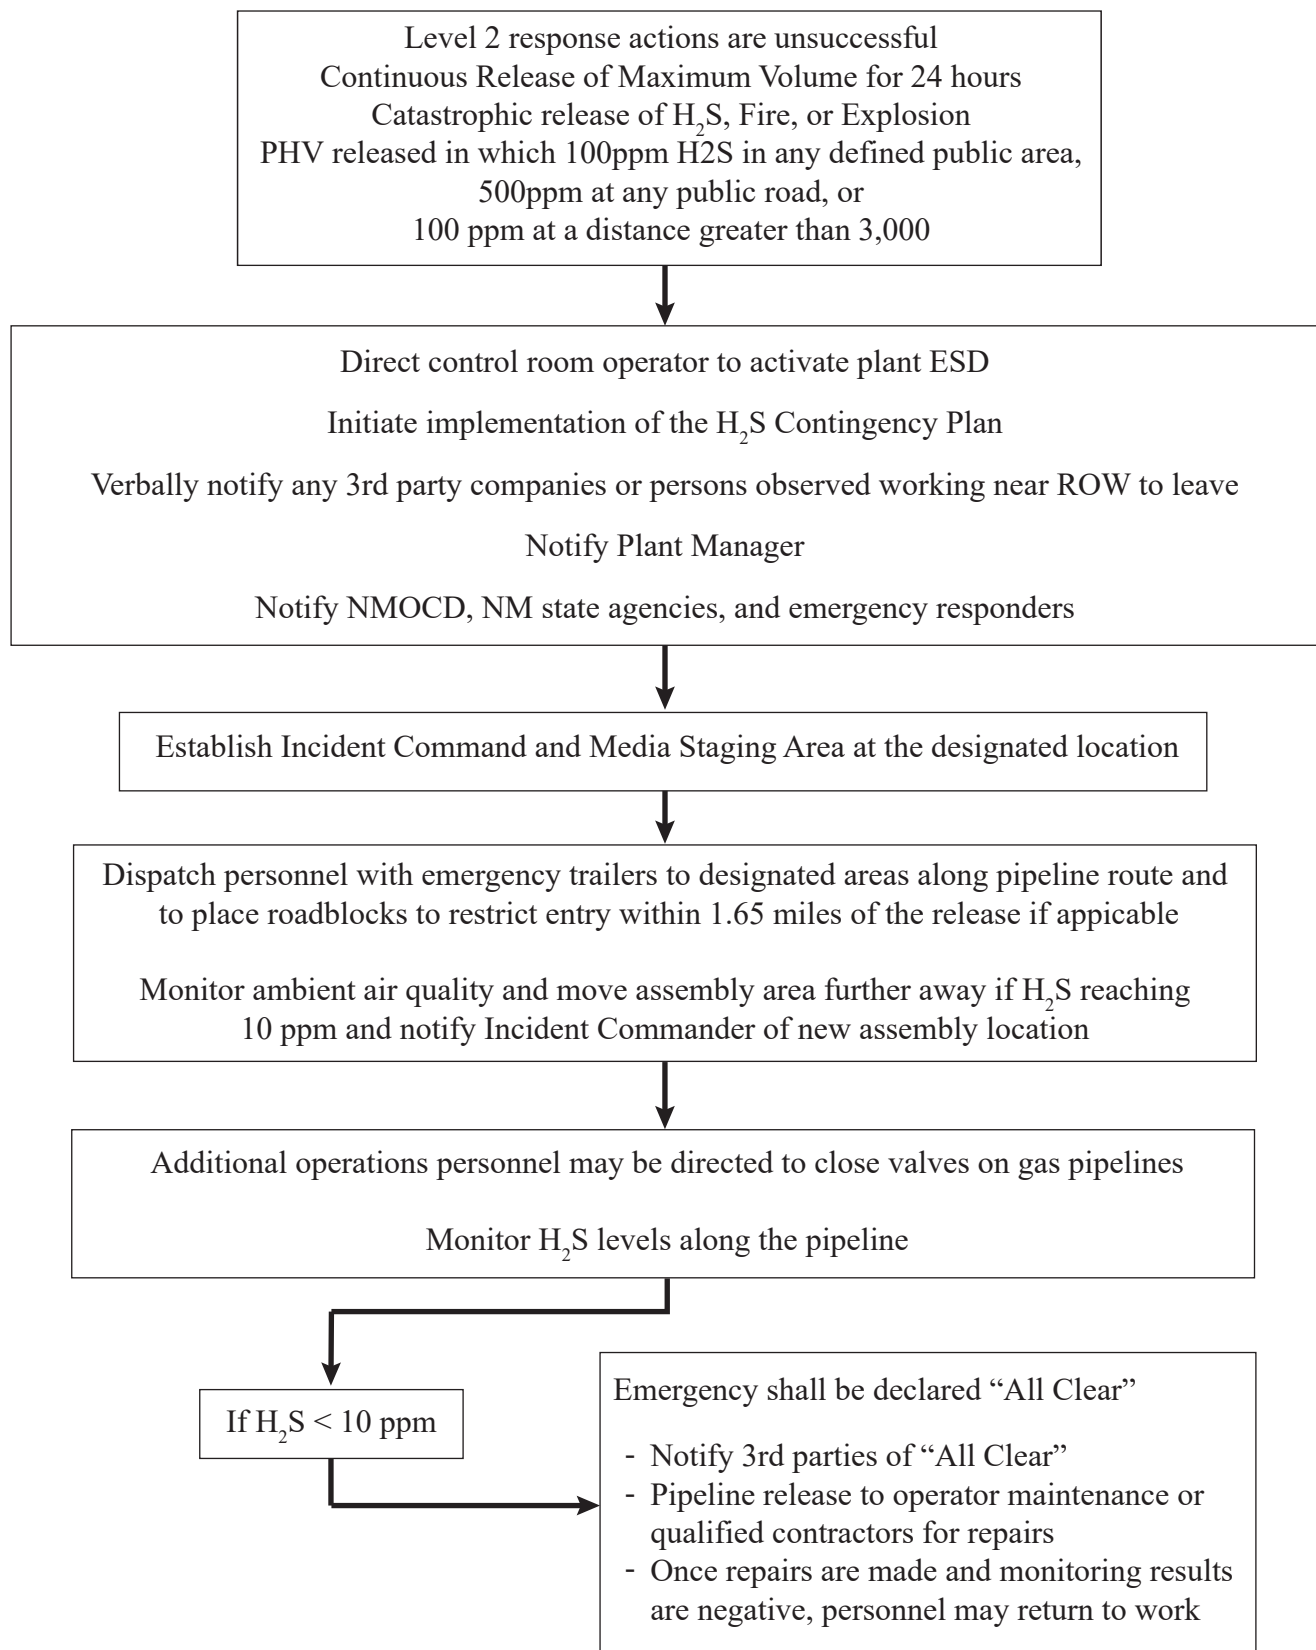 Level 2 response actions are unsuccessful
Continuous Release of Maximum Volume for 24 hours
Catastrophic release of H₂S, Fire, or Explosion
PHV released in which 100ppm H2S in any defined public area,
500ppm at any public road, or
100 ppm at a distance greater than 3,000
Direct control room operator to activate plant ESD
Initiate implementation of the H₂S Contingency Plan
Verbally notify any 3rd party companies or persons observed working near ROW to leave
Notify Plant Manager
Notify NMOCD, NM state agencies, and emergency responders
Establish Incident Command and Media Staging Area at the designated location
Dispatch personnel with emergency trailers to designated areas along pipeline route and
to place roadblocks to restrict entry within 1.65 miles of the release if appicable
Monitor ambient air quality and move assembly area further away if H₂S reaching
10 ppm and notify Incident Commander of new assembly location
Additional operations personnel may be directed to close valves on gas pipelines
Monitor H₂S levels along the pipeline
If H₂S < 10 ppm
Emergency shall be declared “All Clear”
- Notify 3rd parties of “All Clear”
- Pipeline release to operator maintenance or
qualified contractors for repairs
- Once repairs are made and monitoring results
are negative, personnel may return to work